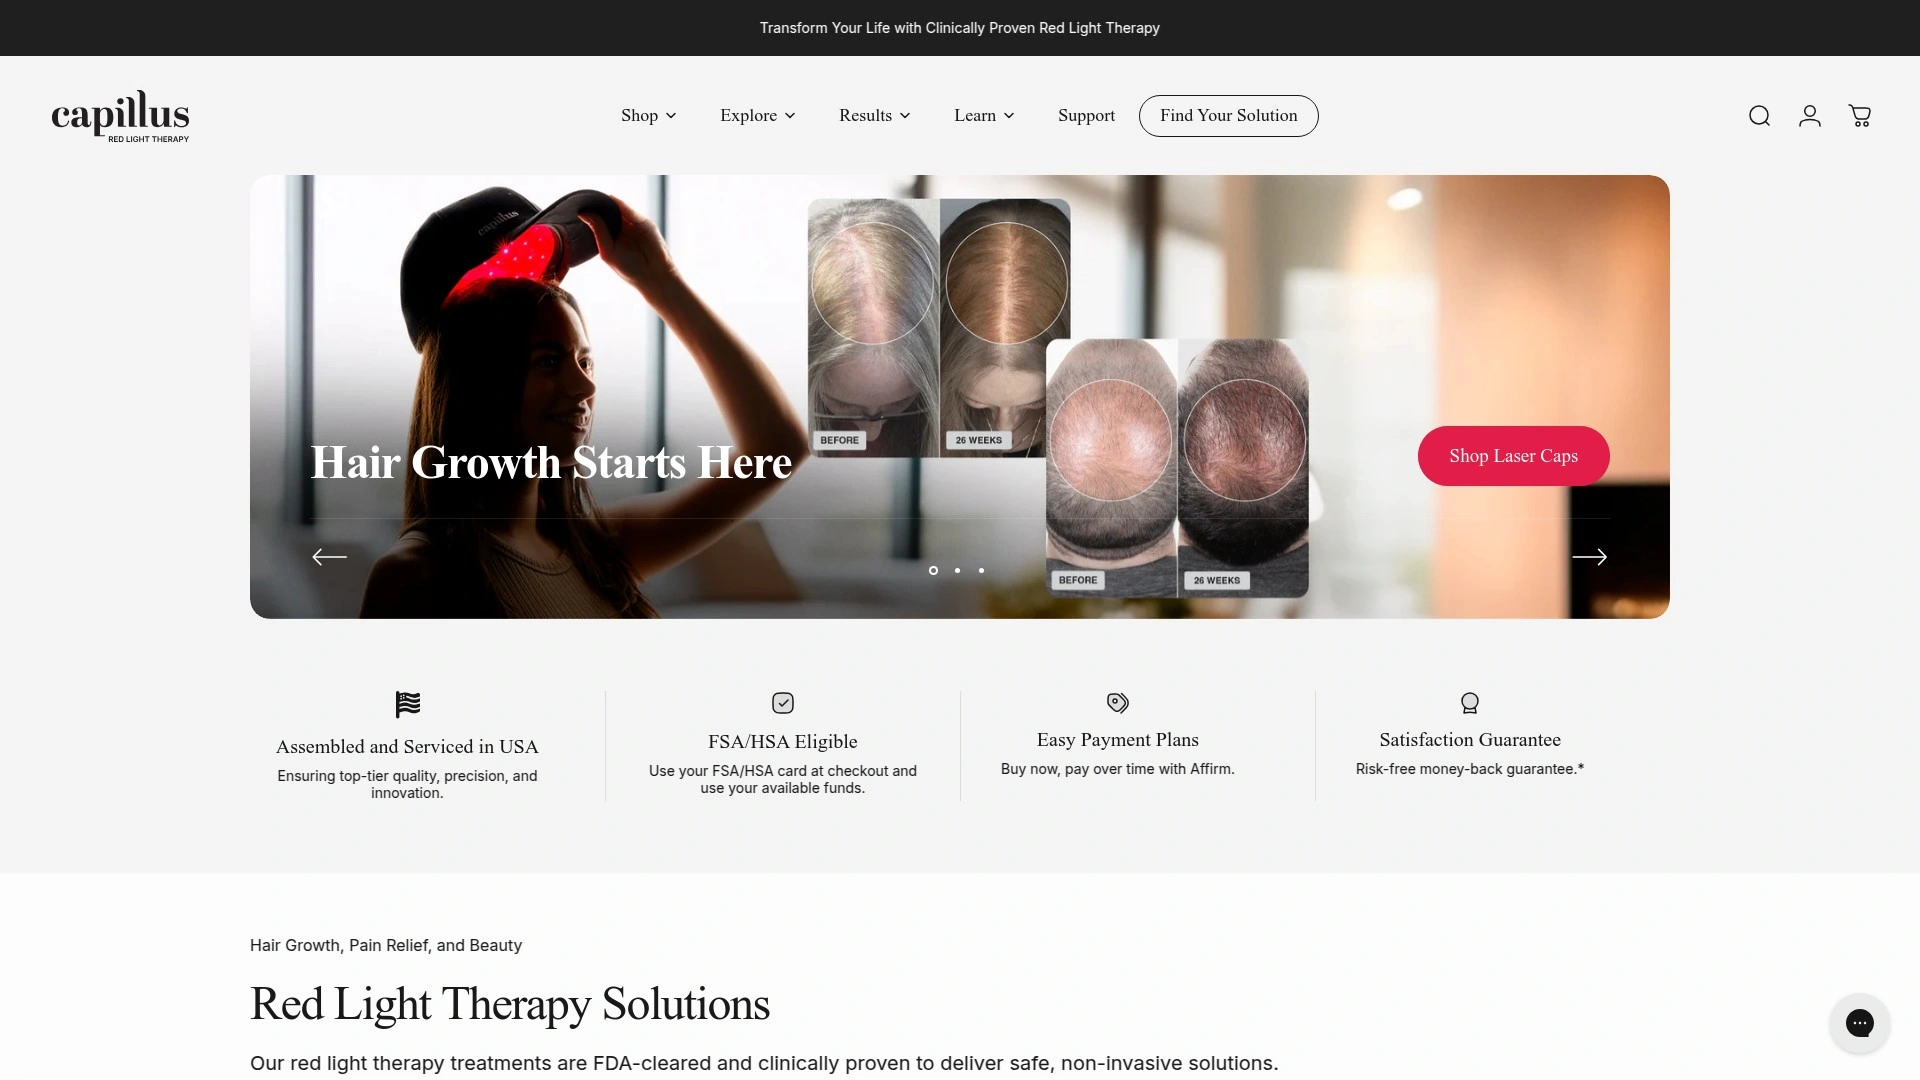 Transform Your Life with Clinically Proven Red Light Therapy
capillus
RED LIGHT THERAPY
Shop
Explore
Results
Learn
Support
Find Your Solution
capillus
BEFORE
26 WEEKS
Hair Growth Starts Here
Shop Laser Caps
BEFORE
26 WEEKS
Assembled and Serviced in USA
Ensuring top-tier quality, precision, and
innovation.
FSA/HSA Eligible
Use your FSA/HSA card at checkout and
use your available funds.
Easy Payment Plans
Buy now, pay over time with Affirm.
Satisfaction Guarantee
Risk-free money-back guarantee.*
Hair Growth, Pain Relief, and Beauty
Red Light Therapy Solutions
Our red light therapy treatments are FDA-cleared and clinically proven to deliver safe, non-invasive solutions.